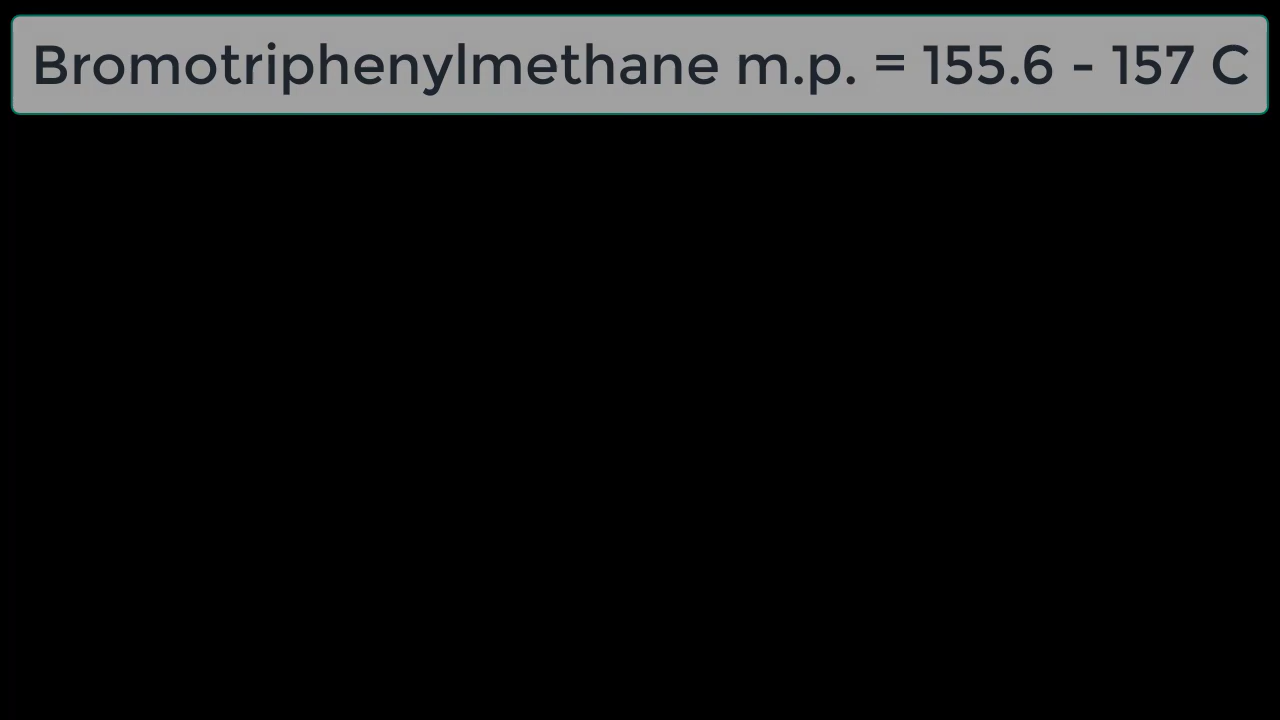 Bromotriphenylmethane m.p. = 155.6 - 157 C